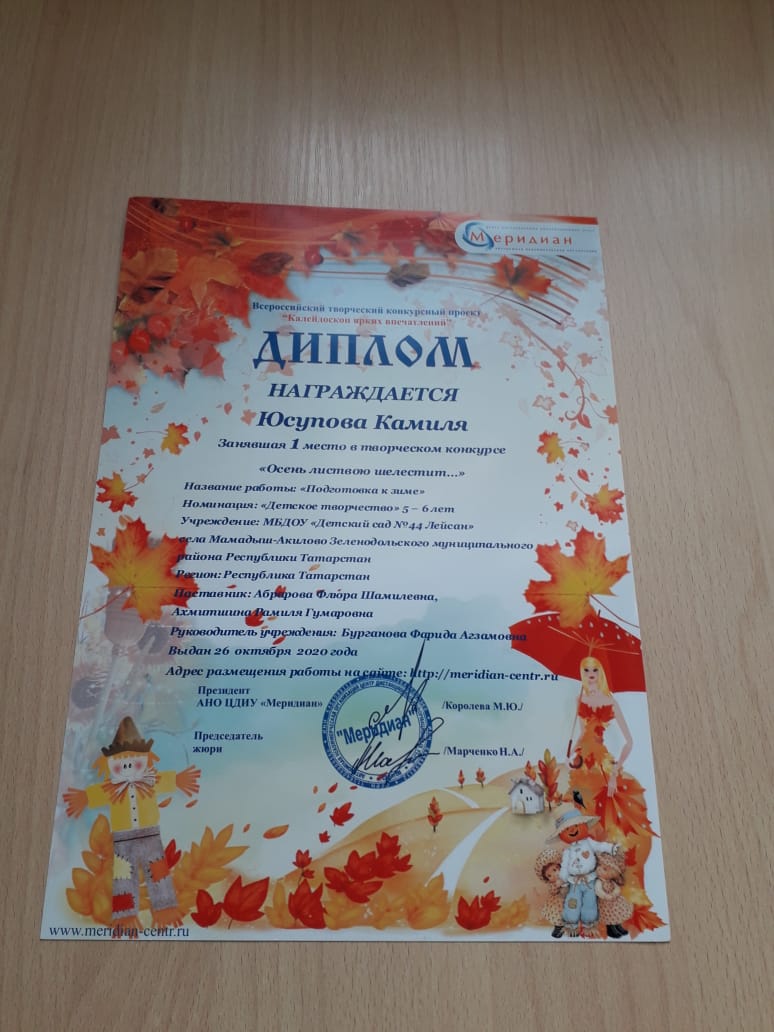 Меридиан
Всероссийский творческий конкурсный проект
"Калейдоскоп ярких впечатлений"
ДИПЛОМ
НАГРАЖДАЕТСЯ
Юсупова Камиля
Занявшая 1 место в творческом конкурсе
«Осень листвою шелестит...»
Название работы: «Подготовка к зиме»
Номинация: «Детское творчество» 5 – 6 лет
Учреждение: МБДОУ «Детский сад №44 Лейсан»
села Мамадыш-Акилово Зеленодольского муниципального
района Республики Татарстан
Регион: Республика Татарстан
Наставник: Абрарова Флюра Шамилевна,
Ахмитшина Рамиля Гумаровна
Руководитель учреждения: Бурганова Фарида Агзамовна
Выдан 26 октября 2020 года
Адрес размещения работы на сайте: http://meridian-centr.ru
Президент
АНО ЦДИУ «Меридиан» /Королева М.Ю./
"Меридиан"
Председатель
жюри /Марченко Н.А./
www.meridian-centr.ru